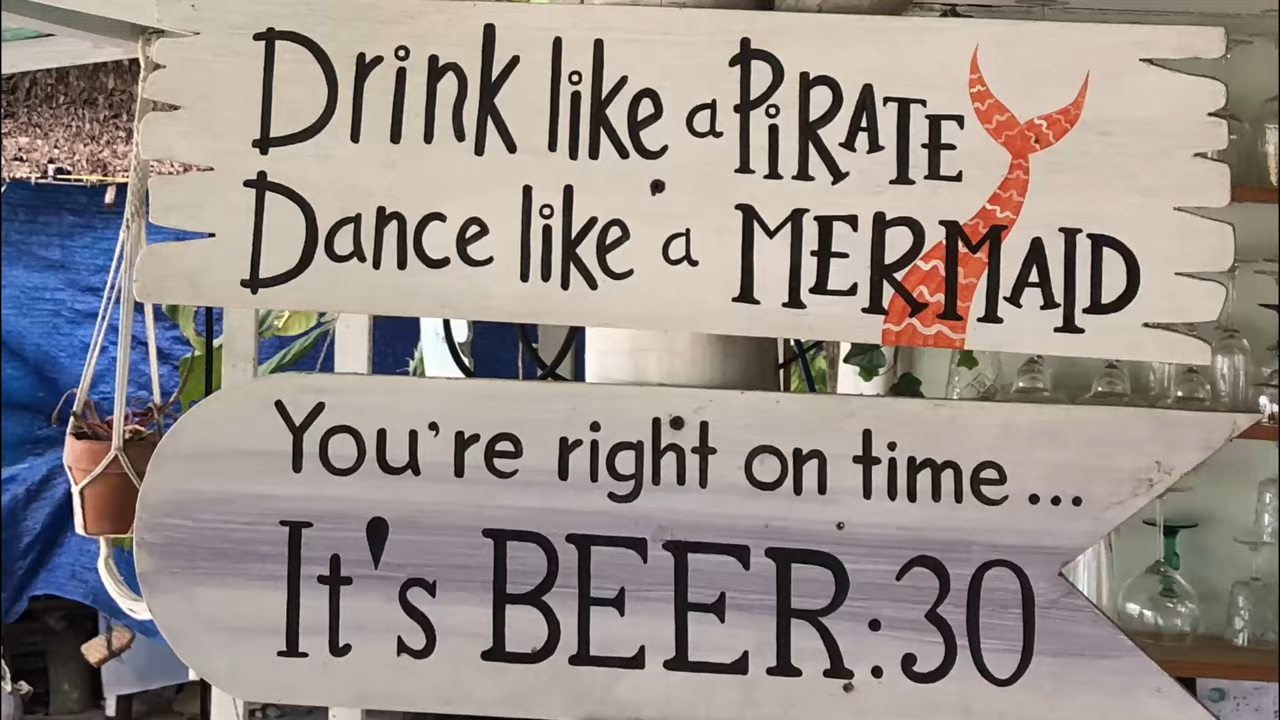 Drink like a PiRATE
Dance like a MERMAID
You're right on time...
It's BEER:30